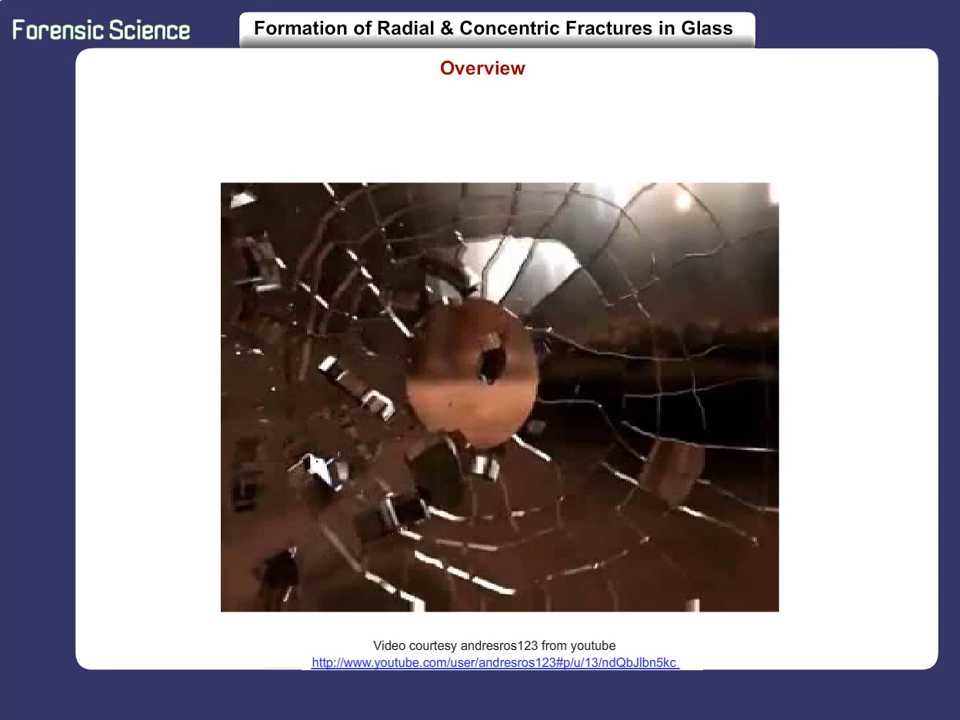 Forensic Science
Formation of Radial & Concentric Fractures in Glass
Overview
Video courtesy andresros123 from youtube
http://www.youtube.com/user/andresros123#p/u/13/ndQbJlbn5kc